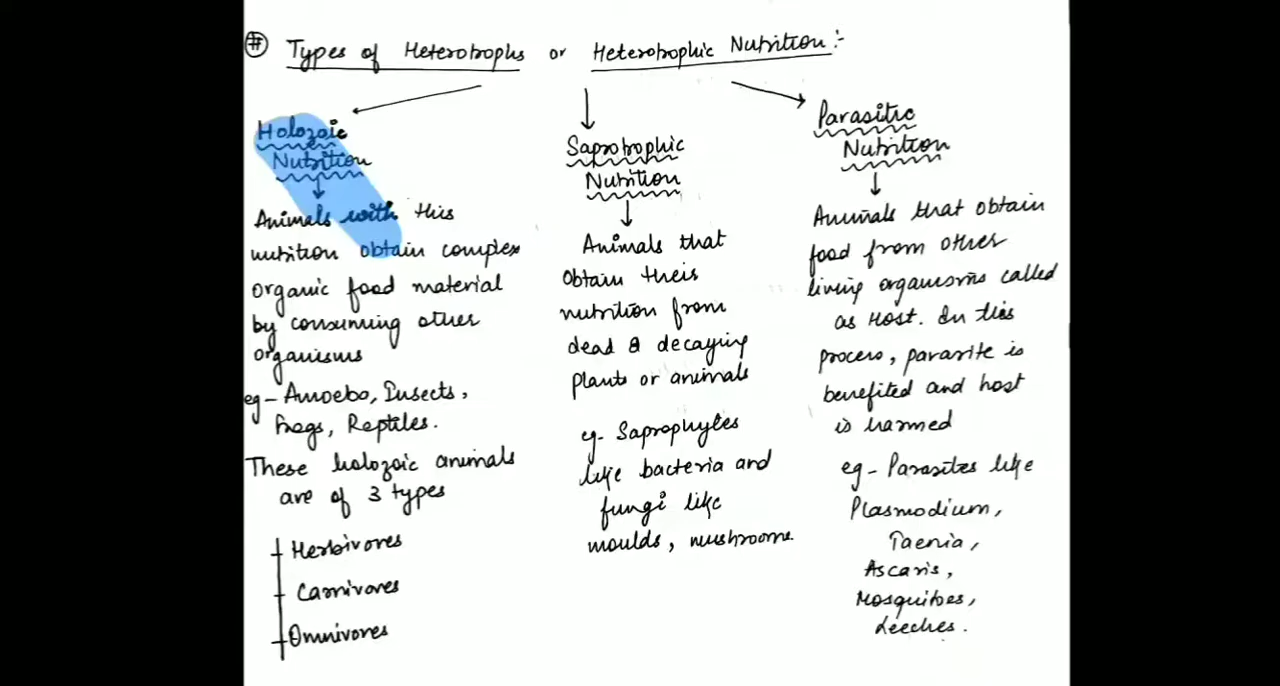 # Types of Heterotrophs or Heterotrophic Nutrition :-
Holozoic
Nutrition
Animals with this
nutrition obtain complex
organic food material
by consuming other
organisms
eg- Amoebo, Insects,
Frogs, Reptiles.
These holozoic animals
are of 3 types
Herbivores
Carnivores
Omnivores
Saprotrophic
Nutrition
Animals that
obtain their
nutrition from
dead & decaying
plants or animals
eg- Saprophytes
like bacteria and
fungi like
moulds, mushrooms.
Parasitic
Nutrition
Animals that obtain
food from other
living organisms called
as Host. In this
process, parasite is
benefited and host
is harmed
eg- Parasites like
Plasmodium,
Taenia,
Ascaris,
Mosquitoes,
Leeches.